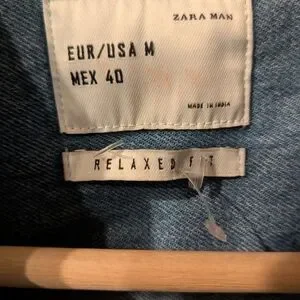 ZARA MAN
EUR/USA M
MEX 40
MADE IN INDIA
RELAXED FIT